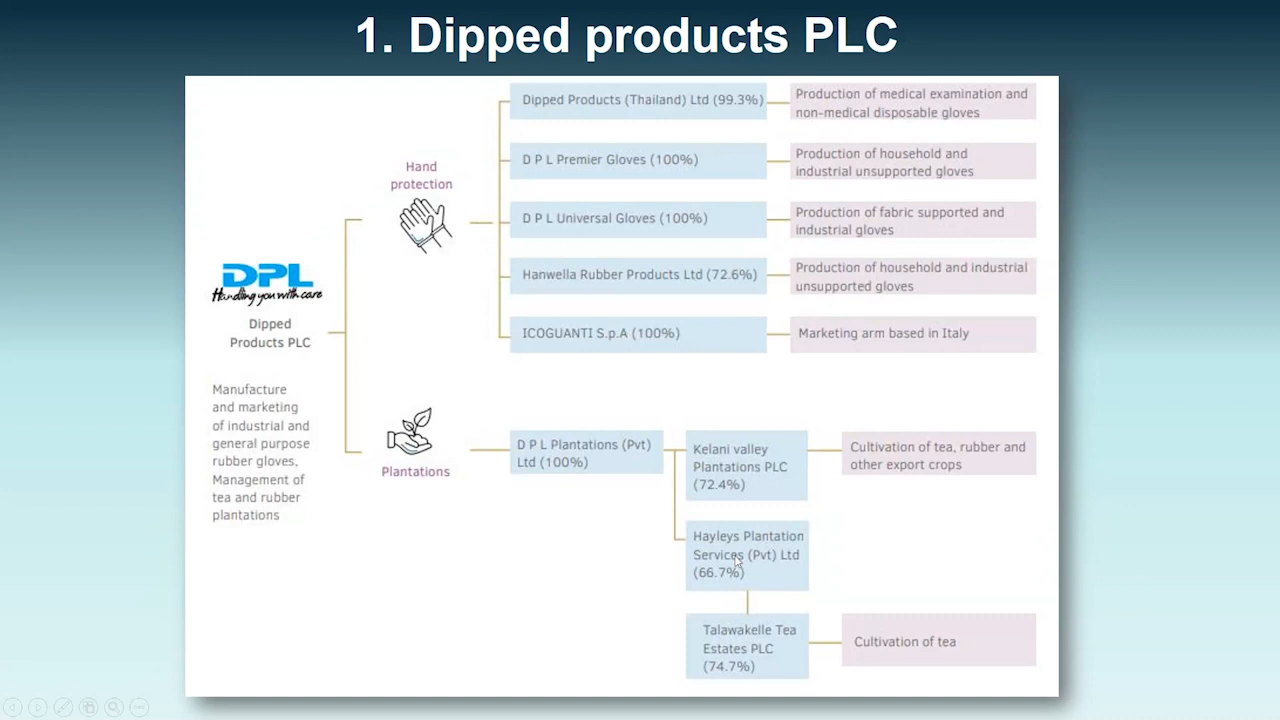 1. Dipped products PLC
Hand
protection
Dipped Products (Thailand) Ltd (99.3%)
Production of medical examination and
non-medical disposable gloves
D P L Premier Gloves (100%)
Production of household and
industrial unsupported gloves
D P L Universal Gloves (100%)
Production of fabric supported and
industrial gloves
Hanwella Rubber Products Ltd (72.6%)
Production of household and industrial
unsupported gloves
ICOGUANTI S.p.A (100%)
Marketing arm based in Italy
DPL
Handling you with care
Dipped
Products PLC
Manufacture
and marketing
of industrial and
general purpose
rubber gloves,
Management of
tea and rubber
plantations
Plantations
D P L Plantations (Pvt)
Ltd (100%)
Kelani valley
Plantations PLC
(72.4%)
Cultivation of tea, rubber and
other export crops
Hayleys Plantation
Services (Pvt) Ltd
(66.7%)
Talawakelle Tea
Estates PLC
(74.7%)
Cultivation of tea